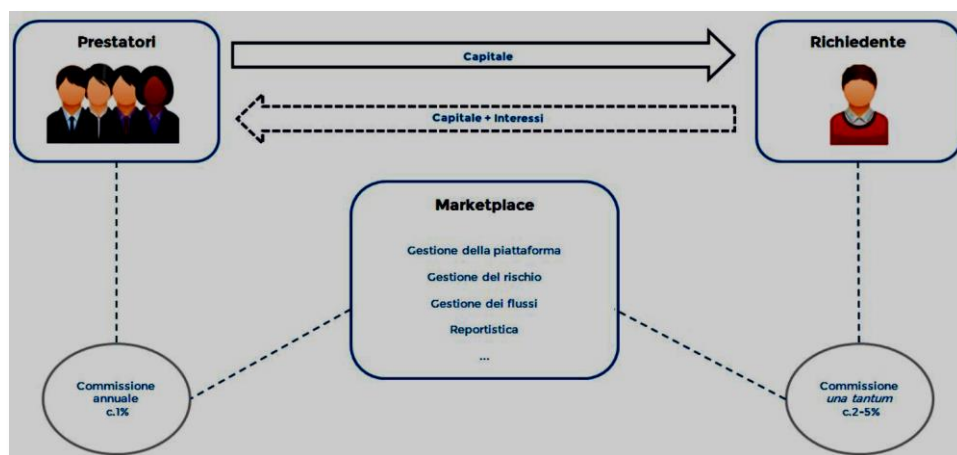 Prestatori
Richiedente
Capitale
Capitale + Interessi
Marketplace
Gestione della piattaforma
Gestione del rischio
Gestione dei flussi
Reportistica
...
Commissione
annuale
c.1%
Commissione
una tantum
c.2-5%